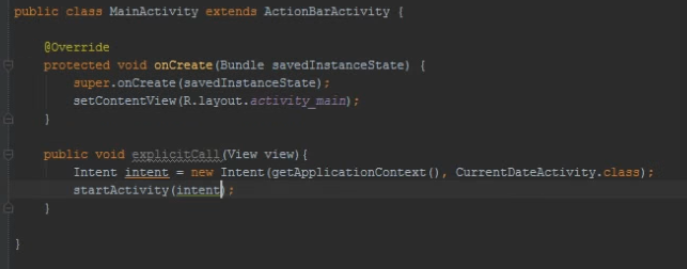 public class MainActivity extends ActionBarActivity {
@Override
protected void onCreate(Bundle savedInstanceState) {
super.onCreate(savedInstanceState);
setContentView(R.layout.activity_main);
}
public void explicitCall(View view){
Intent intent = new Intent(getApplicationContext(), CurrentDateActivity.class);
startActivity(intent);
}
}